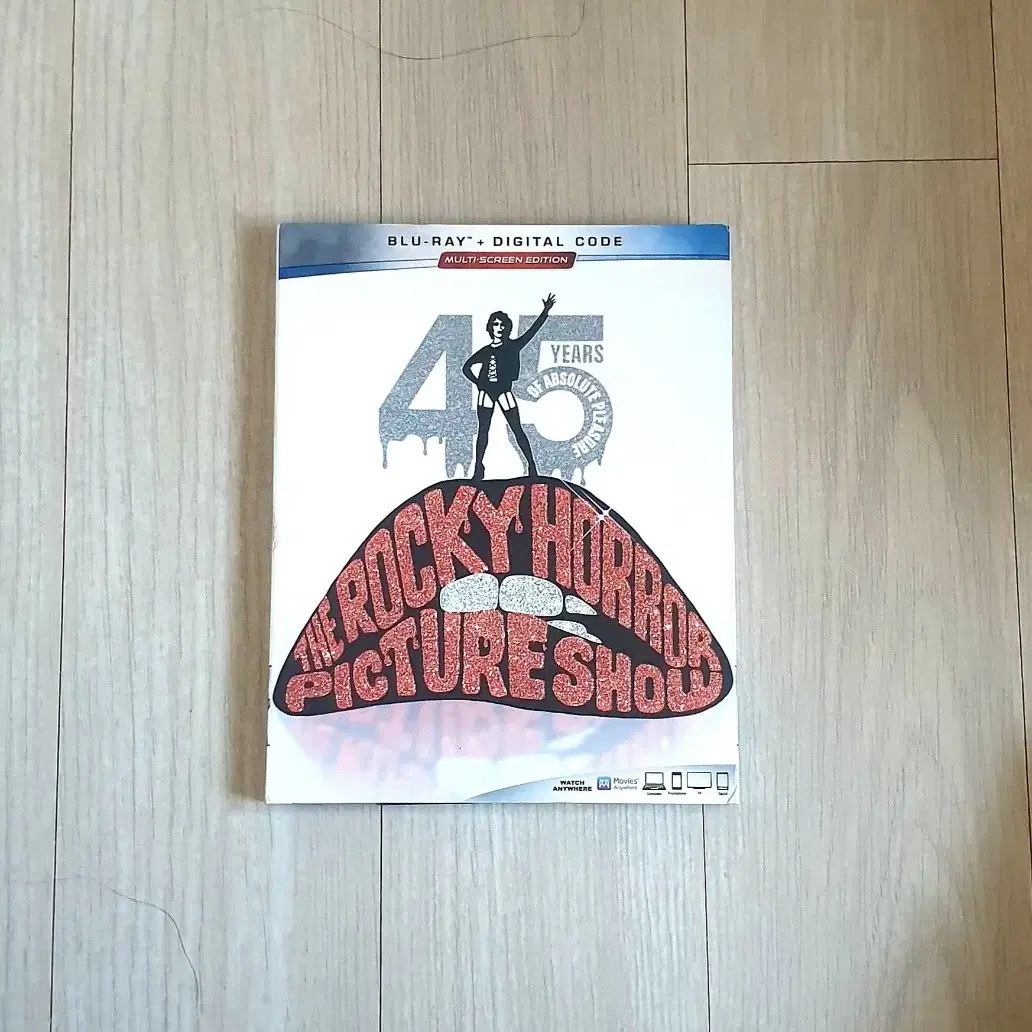 BLU-RAY™ + DIGITAL CODE
MULTI-SCREEN EDITION
45
YEARS
OF ABSOLUTE PLEASURE
THE ROCKY HORROR
PICTURE SHOW
WATCH
ANYWHERE
Movies
Anywhere